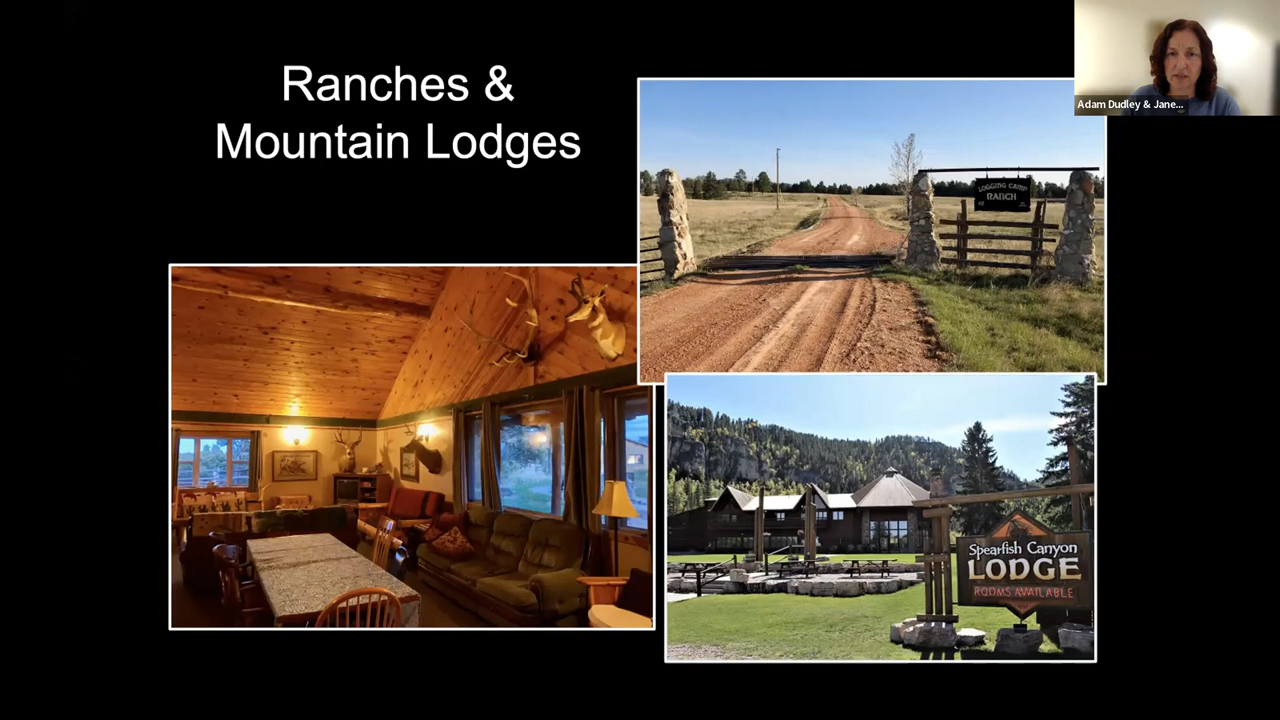 Ranches &
Mountain Lodges
Adam Dudley & Jane...
LOGGING CAMP
RANCH
Spearfish Canyon
LODGE
ROOMS AVAILABLE